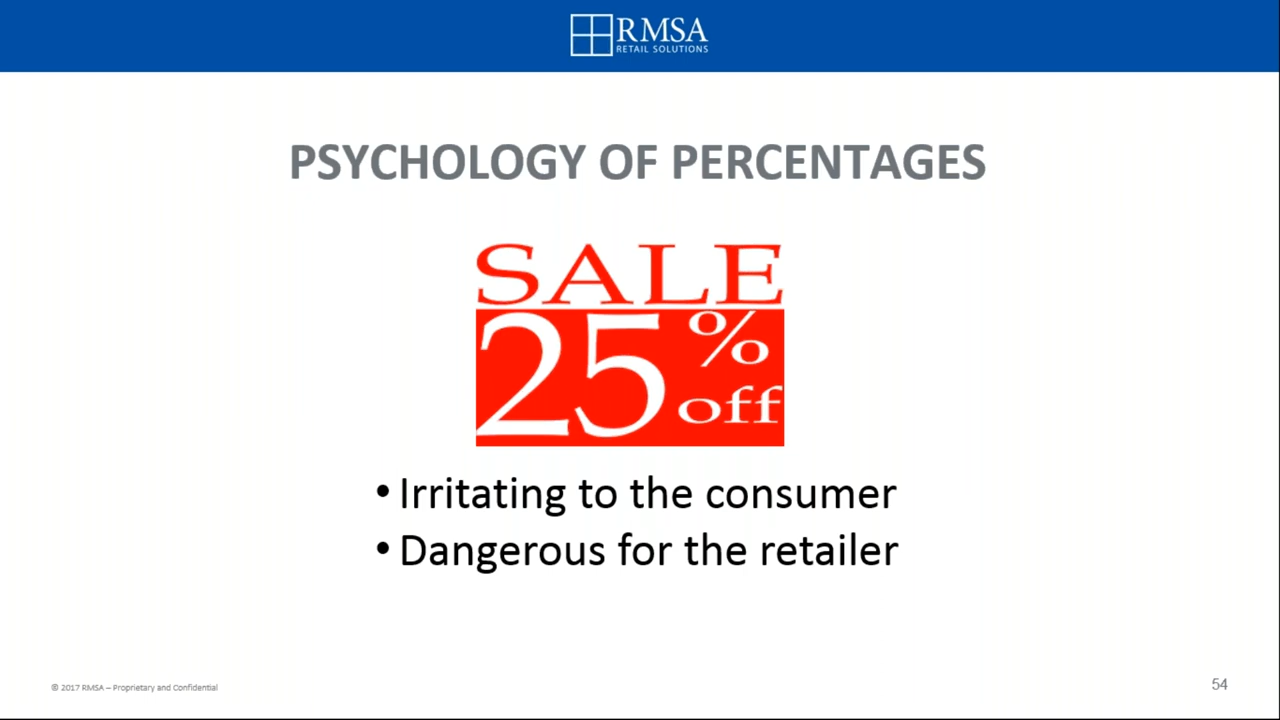 RMSA
RETAIL SOLUTIONS
PSYCHOLOGY OF PERCENTAGES
SALE
25% off
• Irritating to the consumer
• Dangerous for the retailer
© 2017 RMSA – Proprietary and Confidential
54